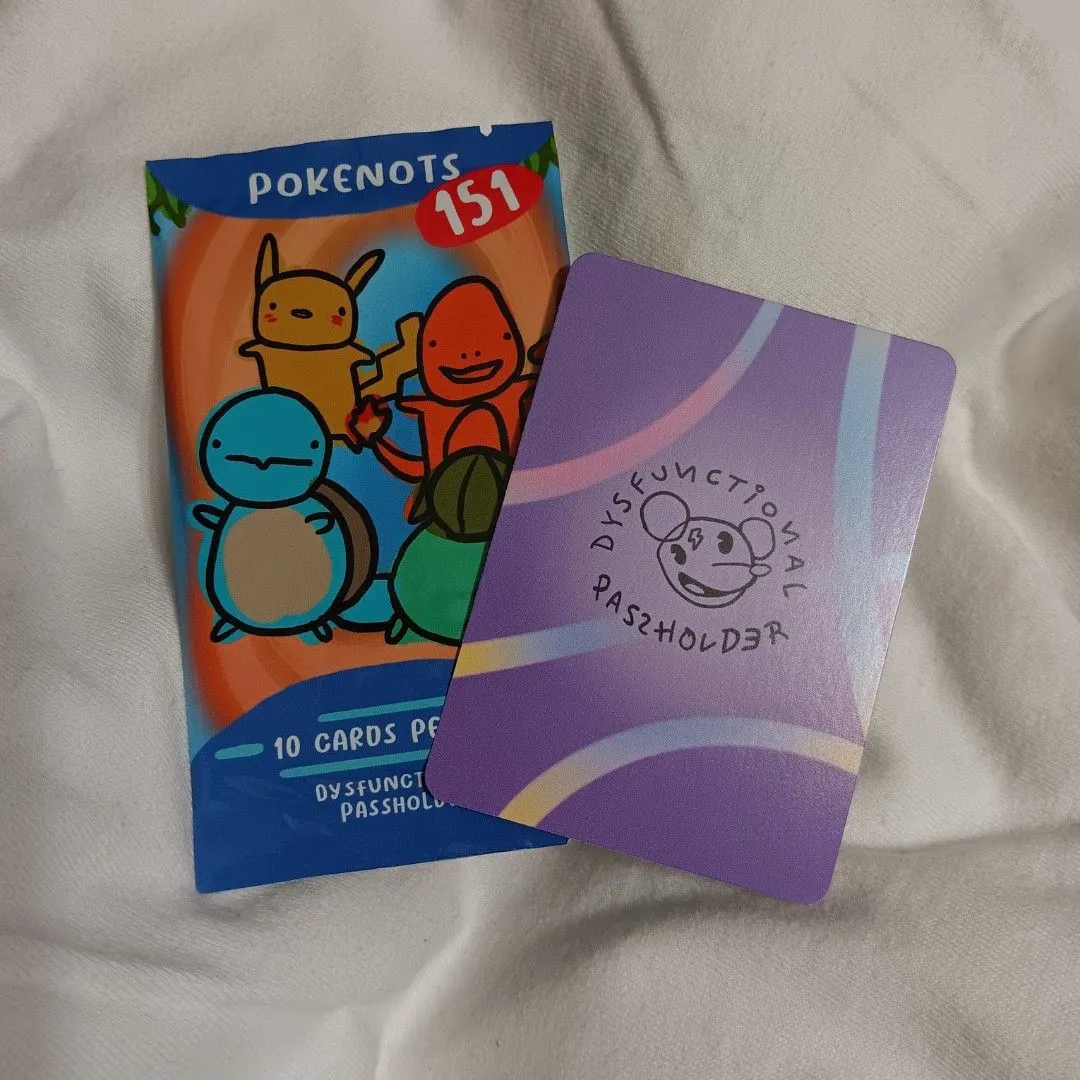 POKENOTS
151
10 CARDS PE
DYSFUNCT
PASSHOL
DYSFUNCTIONAL
PASSHOLDER